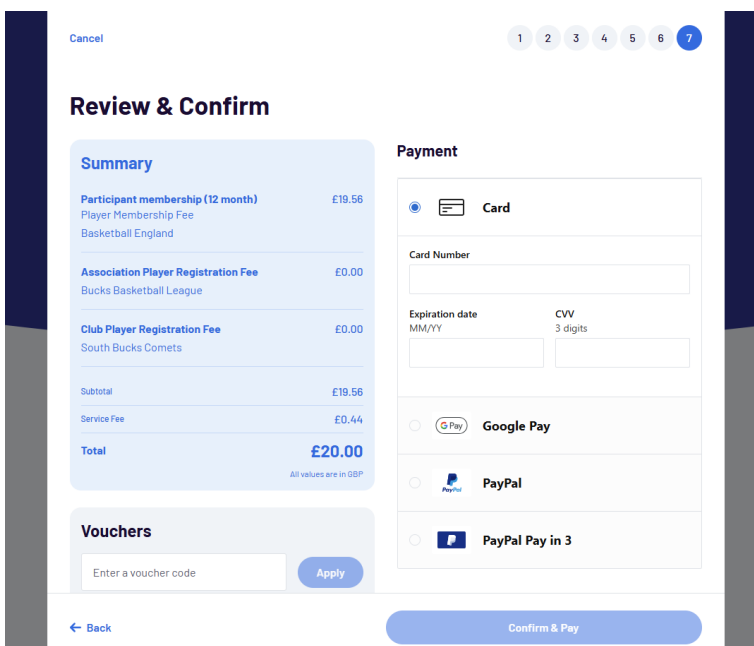 Cancel
1 2 3 4 5 6 7
Review & Confirm
Summary
Participant membership (12 month) £19.56
Player Membership Fee
Basketball England
Association Player Registration Fee £0.00
Bucks Basketball League
Club Player Registration Fee £0.00
South Bucks Comets
Subtotal £19.56
Service Fee £0.44
Total £20.00
All values are in GBP
Vouchers
Enter a voucher code Apply
Payment
Card
Card Number
Expiration date CVV
MM/YY 3 digits
G Pay Google Pay
PayPal PayPal
PayPal Pay in 3
← Back Confirm & Pay